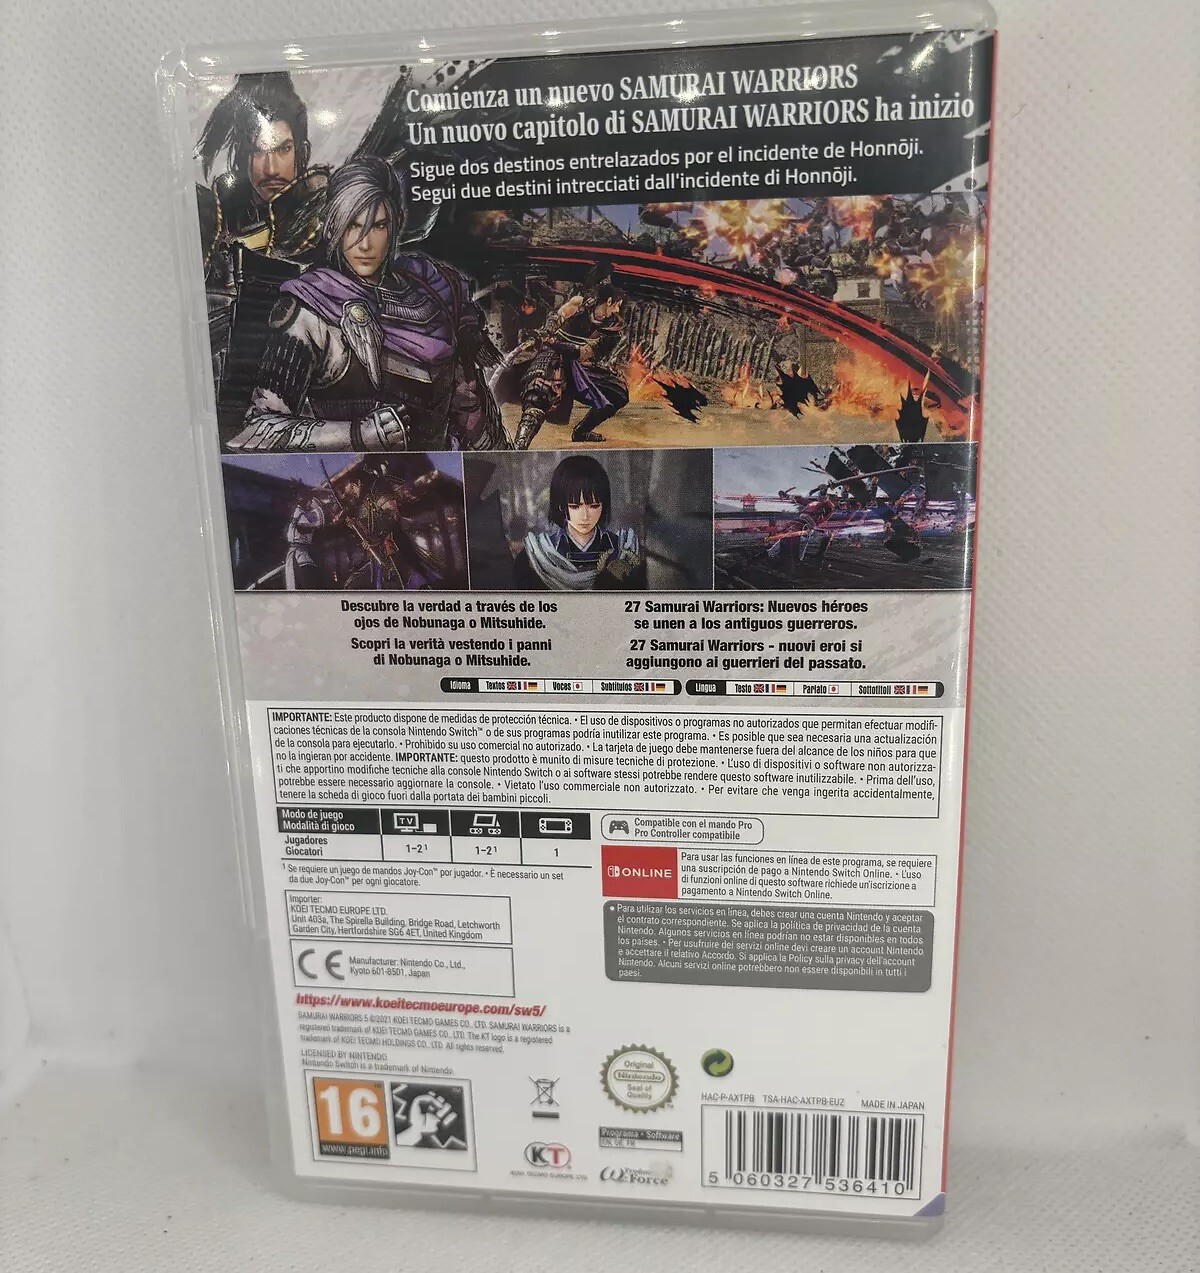 Comienza un nuevo SAMURAI WARRIORS
Un nuovo capitolo di SAMURAI WARRIORS ha inizio
Sigue dos destinos entrelazados por el incidente de Honnōji.
Segui due destini intrecciati dall'incidente di Honnōji.
Descubre la verdad a través de los
ojos de Nobunaga o Mitsuhide.
Scopri la verità vestendo i panni
di Nobunaga o Mitsuhide.
27 Samurai Warriors: Nuevos héroes
se unen a los antiguos guerreros.
27 Samurai Warriors - nuovi eroi si
aggiungono ai guerrieri del passato.
Idioma Textos Voces Subtítulos Lingua Testo Parlato Sottotitoli
IMPORTANTE: Este producto dispone de medidas de protección técnica. • El uso de dispositivos o programas no autorizados que permitan efectuar modifi-
caciones técnicas de la consola Nintendo Switch™ o de sus programas podría inutilizar este programa. • Es posible que sea necesaria una actualización
de la consola para ejecutarlo. • Prohibido su uso comercial no autorizado. • La tarjeta de juego debe mantenerse fuera del alcance de los niños para que
no la ingieran por accidente. IMPORTANTE: questo prodotto è munito di misure tecniche di protezione. • L'uso di dispositivi o software non autorizza-
ti che apportino modifiche tecniche alla console Nintendo Switch o ai software stessi potrebbe rendere questo software inutilizzabile. • Prima dell'uso,
potrebbe essere necessario aggiornare la console. • Vietato l'uso commerciale non autorizzato. • Per evitare che venga ingerita accidentalmente,
tenere la scheda di gioco fuori dalla portata dei bambini piccoli.
Modo de juego
Modalità di gioco
TV
Jugadores
Giocatori
1-2¹ 1-2¹ 1
¹ Se requiere un juego de mandos Joy-Con™ por jugador. • È necessario un set
da due Joy-Con™ per ogni giocatore.
Compatible con el mando Pro
Pro Controller compatibile
ONLINE
Para usar las funciones en línea de este programa, se requiere
una suscripción de pago a Nintendo Switch Online. • L'uso
di funzioni online di questo software richiede un'iscrizione a
pagamento a Nintendo Switch Online.
• Para utilizar los servicios en línea, debes crear una cuenta Nintendo y aceptar
el contrato correspondiente. Se aplica la política de privacidad de la cuenta
Nintendo. Algunos servicios en línea podrían no estar disponibles en todos
los países. • Per usufruire dei servizi online devi creare un account Nintendo
e accettare il relativo Accordo. Si applica la Policy sulla privacy dell'account
Nintendo. Alcuni servizi online potrebbero non essere disponibili in tutti i
paesi.
Importer:
KOEI TECMO EUROPE LTD.
Unit 403a, The Spirella Building, Bridge Road, Letchworth
Garden City, Hertfordshire SG6 4ET, United Kingdom
CE
Manufacturer: Nintendo Co., Ltd.,
Kyoto 601-8501, Japan
https://www.koeitecmoeurope.com/sw5/
SAMURAI WARRIORS 5 ©2021 KOEI TECMO GAMES CO., LTD. SAMURAI WARRIORS is a
registered trademark of KOEI TECMO GAMES CO., LTD. The KT logo is a registered
trademark of KOEI TECMO HOLDINGS CO., LTD. All rights reserved.
LICENSED BY NINTENDO
Nintendo Switch is a trademark of Nintendo.
16
www.pegi.info
KT
KOEI TECMO EUROPE LTD.
Original
Nintendo
Seal of
Quality
Programa • Software
EN, DE, FR
ω-Force
HAC-P-AXTPB TSA-HAC-AXTPB-EUZ MADE IN JAPAN
5 060327 536410